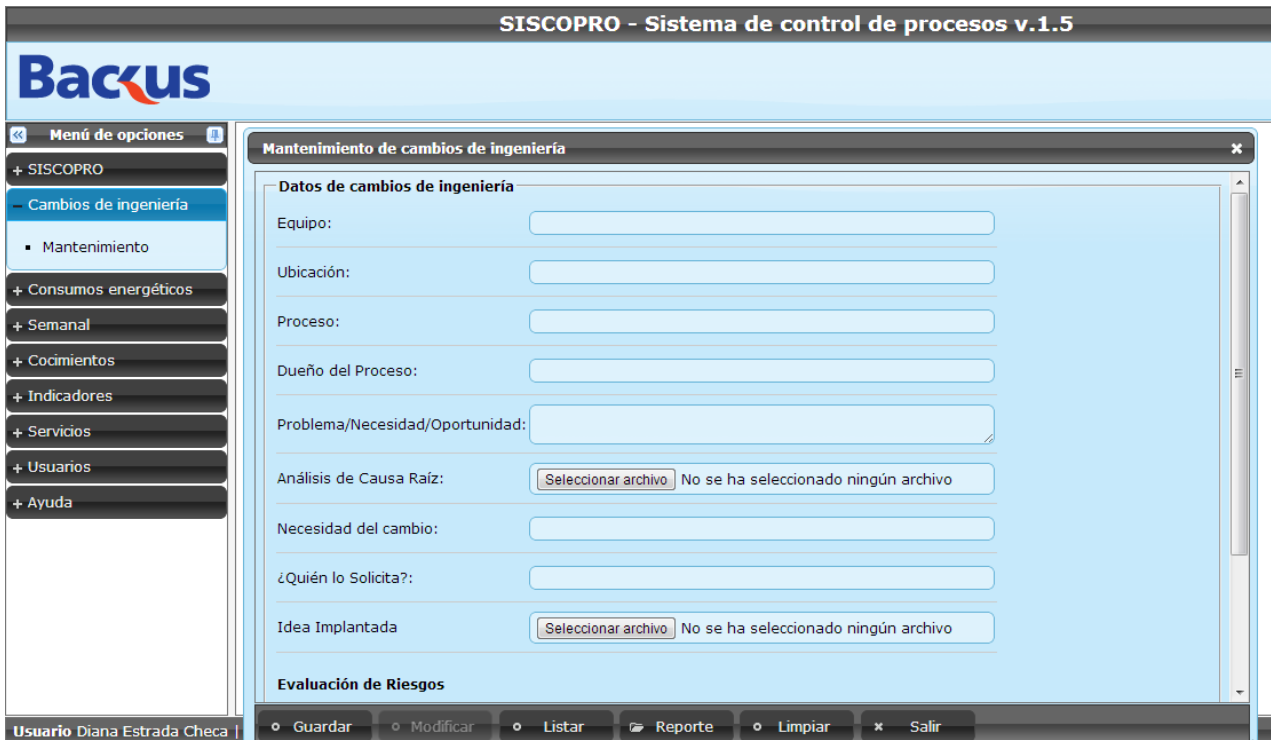 SISCOPRO - Sistema de control de procesos v.1.5
Backus
Menú de opciones
+ SISCOPRO
- Cambios de ingeniería
▪ Mantenimiento
+ Consumos energéticos
+ Semanal
+ Cocimientos
+ Indicadores
+ Servicios
+ Usuarios
+ Ayuda
Mantenimiento de cambios de ingeniería
Datos de cambios de ingeniería
Equipo:
Ubicación:
Proceso:
Dueño del Proceso:
Problema/Necesidad/Oportunidad:
Análisis de Causa Raíz: Seleccionar archivo No se ha seleccionado ningún archivo
Necesidad del cambio:
¿Quién lo Solicita?:
Idea Implantada Seleccionar archivo No se ha seleccionado ningún archivo
Evaluación de Riesgos
Guardar Modificar Listar Reporte Limpiar Salir
Usuario Diana Estrada Checa |